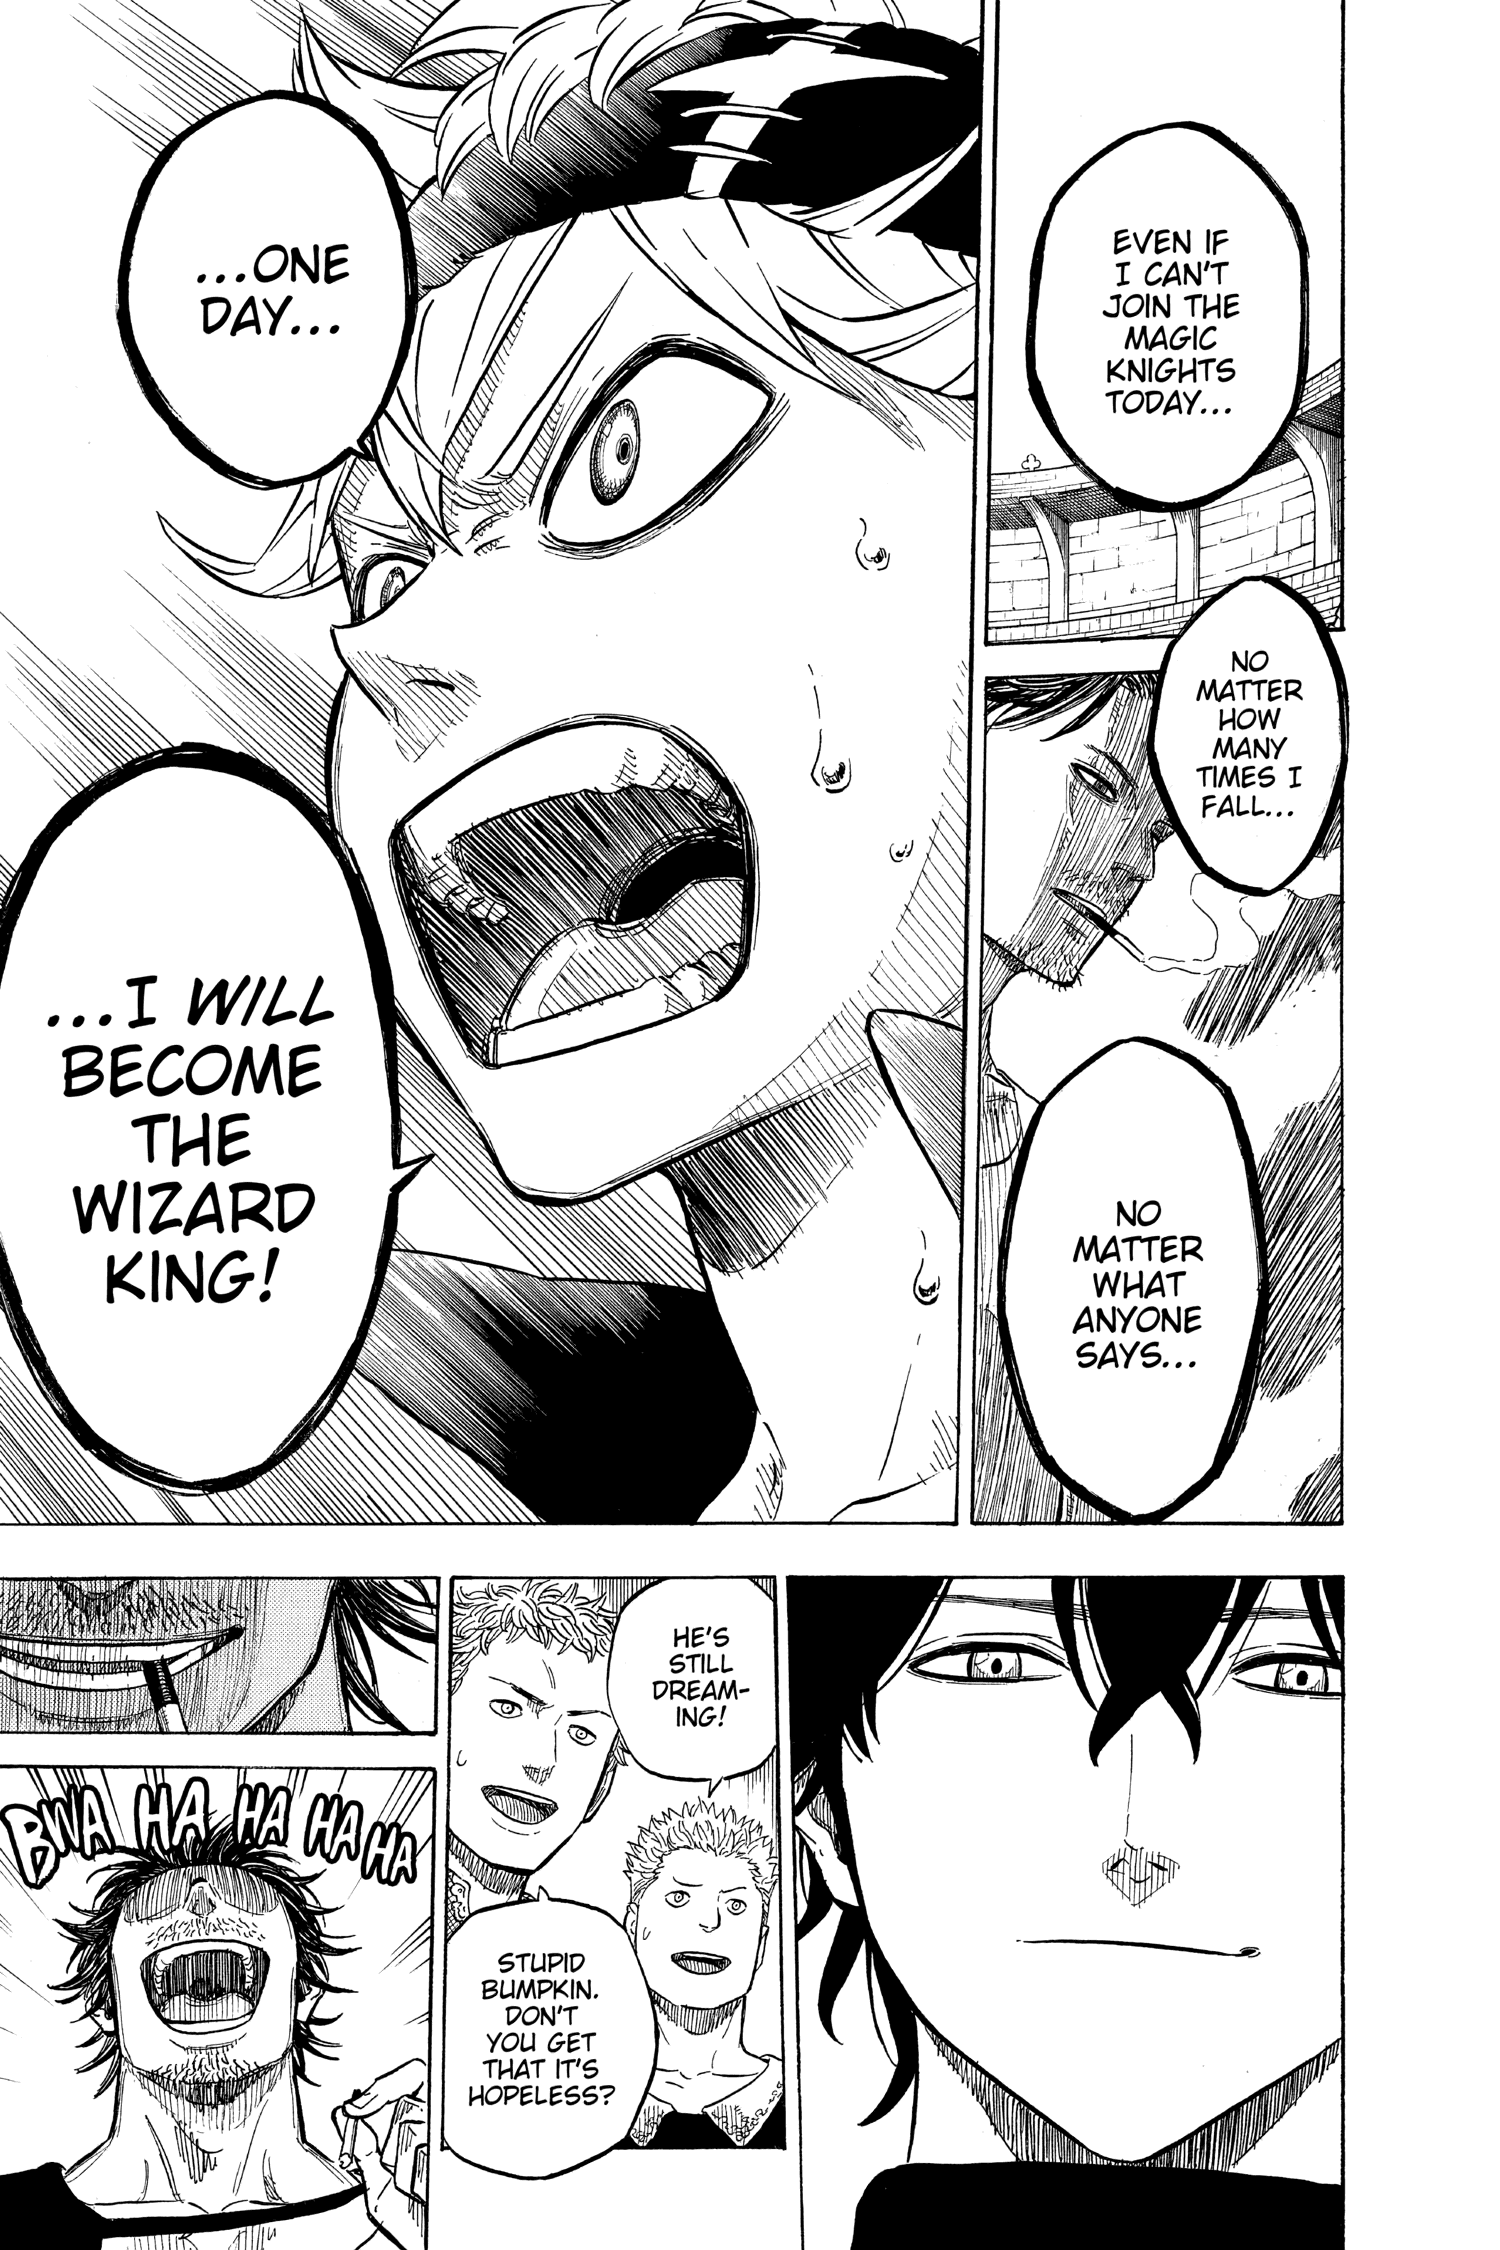 EVEN IF
I CAN'T
JOIN THE
MAGIC
KNIGHTS
TODAY...
NO
MATTER
HOW
MANY
TIMES I
FALL...
NO
MATTER
WHAT
ANYONE
SAYS...
...ONE
DAY...
...I WILL
BECOME
THE
WIZARD
KING!
HE'S
STILL
DREAM-
ING!
STUPID
BUMPKIN.
DON'T
YOU GET
THAT IT'S
HOPELESS?
BWA HA HA HA HA